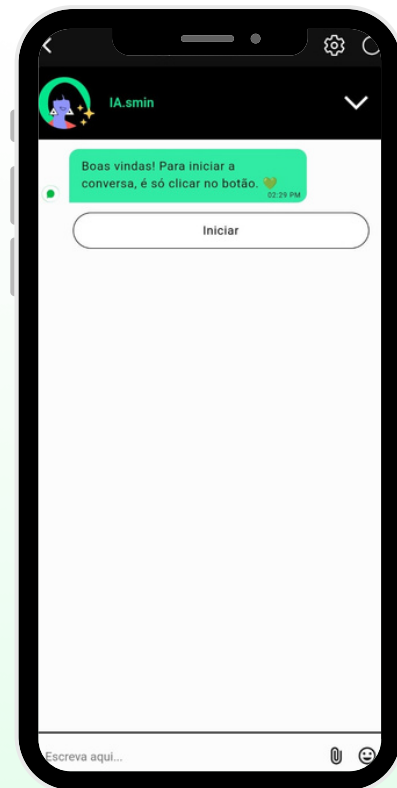 IA.smin
Boas vindas! Para iniciar a
conversa, é só clicar no botão. 💚
02:29 PM
Iniciar
Escreva aqui...